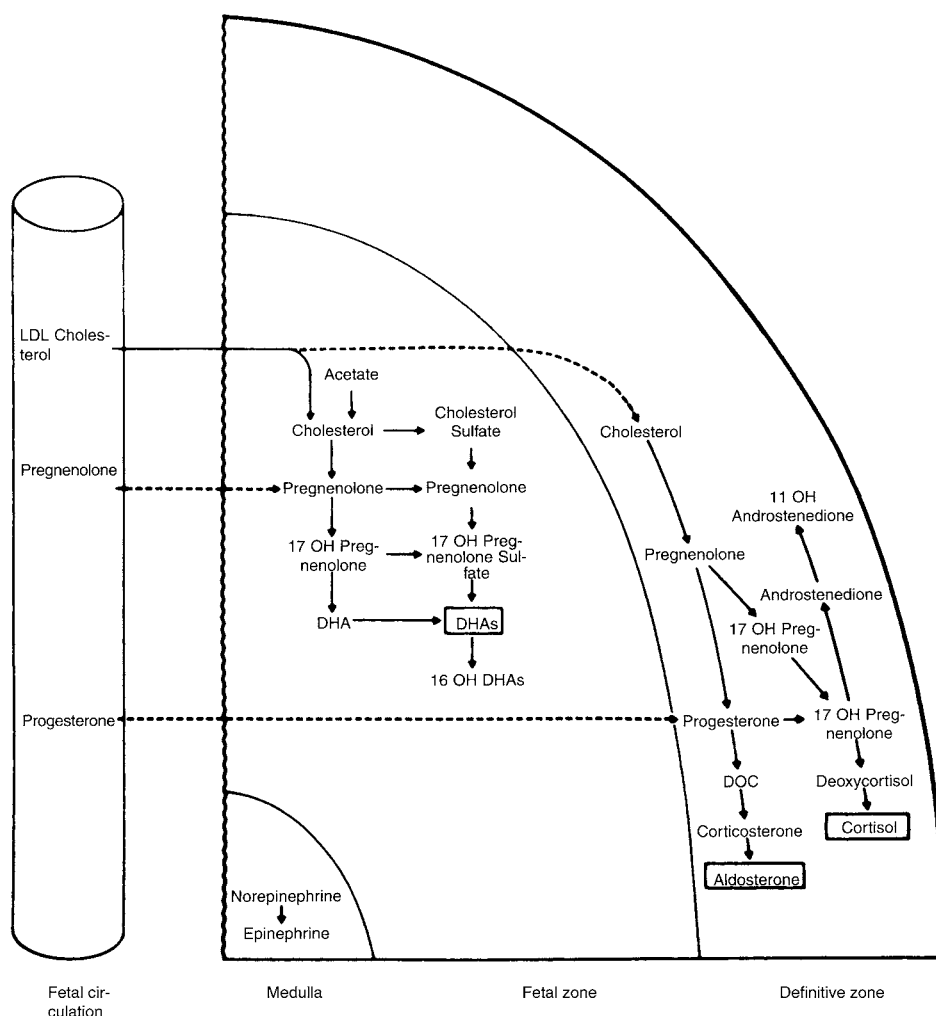 LDL Choles-
terol
Pregnenolone
Progesterone
Acetate
Cholesterol
Cholesterol
Sulfate
Pregnenolone
Pregnenolone
17 OH Preg-
nenolone
17 OH Preg-
nenolone Sul-
fate
DHA
DHAs
16 OH DHAs
Norepinephrine
Epinephrine
Cholesterol
Pregnenolone
11 OH
Androstenedione
Androstenedione
17 OH Preg-
nenolone
Progesterone
17 OH Preg-
nenolone
DOC
Deoxycortisol
Corticosterone
Cortisol
Aldosterone
Fetal cir-
culation
Medulla
Fetal zone
Definitive zone